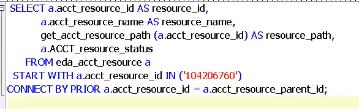 SELECT a.acct_resource_id AS resource_id,
a.acct_resource_name AS resource_name,
get_acct_resource_path (a.acct_resource_id) AS resource_path,
a.ACCT_resource_status
FROM eda_acct_resource a
START WITH a.acct_resource_id IN ('104206760')
CONNECT BY PRIOR a.acct_resource_id = a.acct_resource_parent_id;